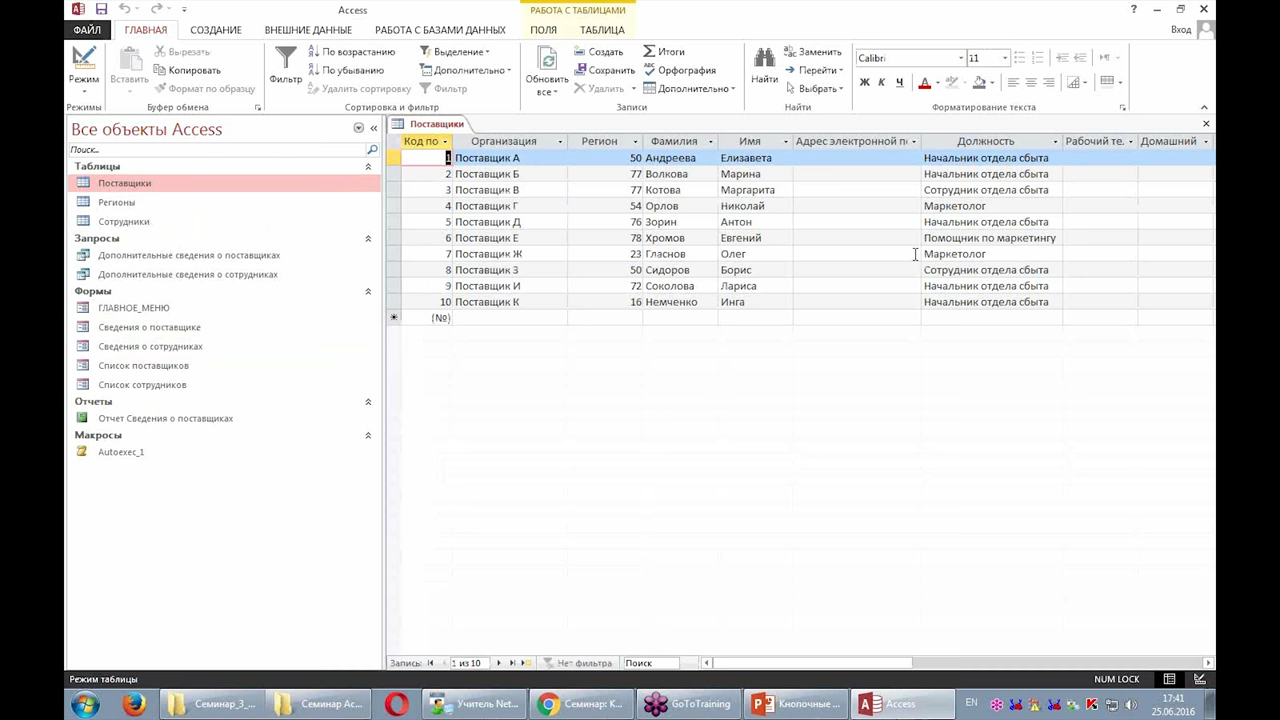 Access
РАБОТА С ТАБЛИЦАМИ
?
ФАЙЛ ГЛАВНАЯ СОЗДАНИЕ ВНЕШНИЕ ДАННЫЕ РАБОТА С БАЗАМИ ДАННЫХ ПОЛЯ ТАБЛИЦА Вход
Режим
Режимы
Вставить
Вырезать
Копировать
Формат по образцу
Буфер обмена
Фильтр
По возрастанию
По убыванию
Удалить сортировку
Выделение
Дополнительно
Фильтр
Сортировка и фильтр
Обновить
все
Создать
Сохранить
Удалить
Итоги
Орфография
Дополнительно
Записи
Найти
Заменить
Перейти
Выбрать
Найти
Calibri 11
Ж К Ч А
Форматирование текста
Все объекты Access
Поиск...
Таблицы
Поставщики
Регионы
Сотрудники
Запросы
Дополнительные сведения о поставщиках
Дополнительные сведения о сотрудниках
Формы
ГЛАВНОЕ_МЕНЮ
Сведения о поставщике
Сведения о сотрудниках
Список поставщиков
Список сотрудников
Отчеты
Отчет Сведения о поставщиках
Макросы
Autoexec_1
Поставщики
Код по Организация Регион Фамилия Имя Адрес электронной по Должность Рабочий те. Домашний
1 Поставщик А 50 Андреева Елизавета Начальник отдела сбыта
2 Поставщик Б 77 Волкова Марина Начальник отдела сбыта
3 Поставщик В 77 Котова Маргарита Сотрудник отдела сбыта
4 Поставщик Г 54 Орлов Николай Маркетолог
5 Поставщик Д 76 Зорин Антон Начальник отдела сбыта
6 Поставщик Е 78 Хромов Евгений Помощник по маркетингу
7 Поставщик Ж 23 Гласнов Олег Маркетолог
8 Поставщик З 50 Сидоров Борис Сотрудник отдела сбыта
9 Поставщик И 72 Соколова Лариса Начальник отдела сбыта
10 Поставщик К 16 Немченко Инга Начальник отдела сбыта
(№)
Запись: 1 из 10 Нет фильтра Поиск
Режим таблицы NUM LOCK
Семинар_3_... Семинар Ac... Учитель Net... Семинар: К... GoToTraining Кнопочные ... Access EN 17:41
25.06.2016